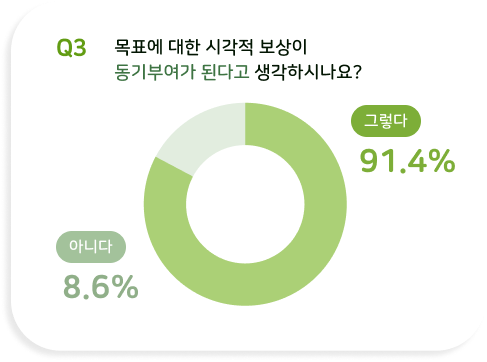 Q3 목표에 대한 시각적 보상이
동기부여가 된다고 생각하시나요?
그렇다
91.4%
아니다
8.6%